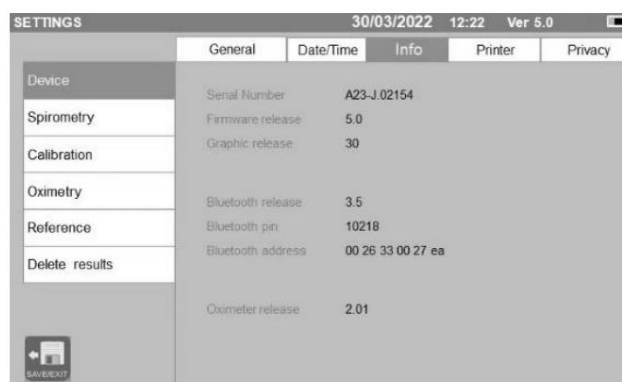 SETTINGS 30/03/2022 12:22 Ver 5.0
General Date/Time Info Printer Privacy
Device
Spirometry
Calibration
Oximetry
Reference
Delete results
Serial Number A23-J.02154
Firmware release 5.0
Graphic release 30
Bluetooth release 3.5
Bluetooth pin 10218
Bluetooth address 00 26 33 00 27 ea
Oximeter release 2.01
SAVE/EXIT